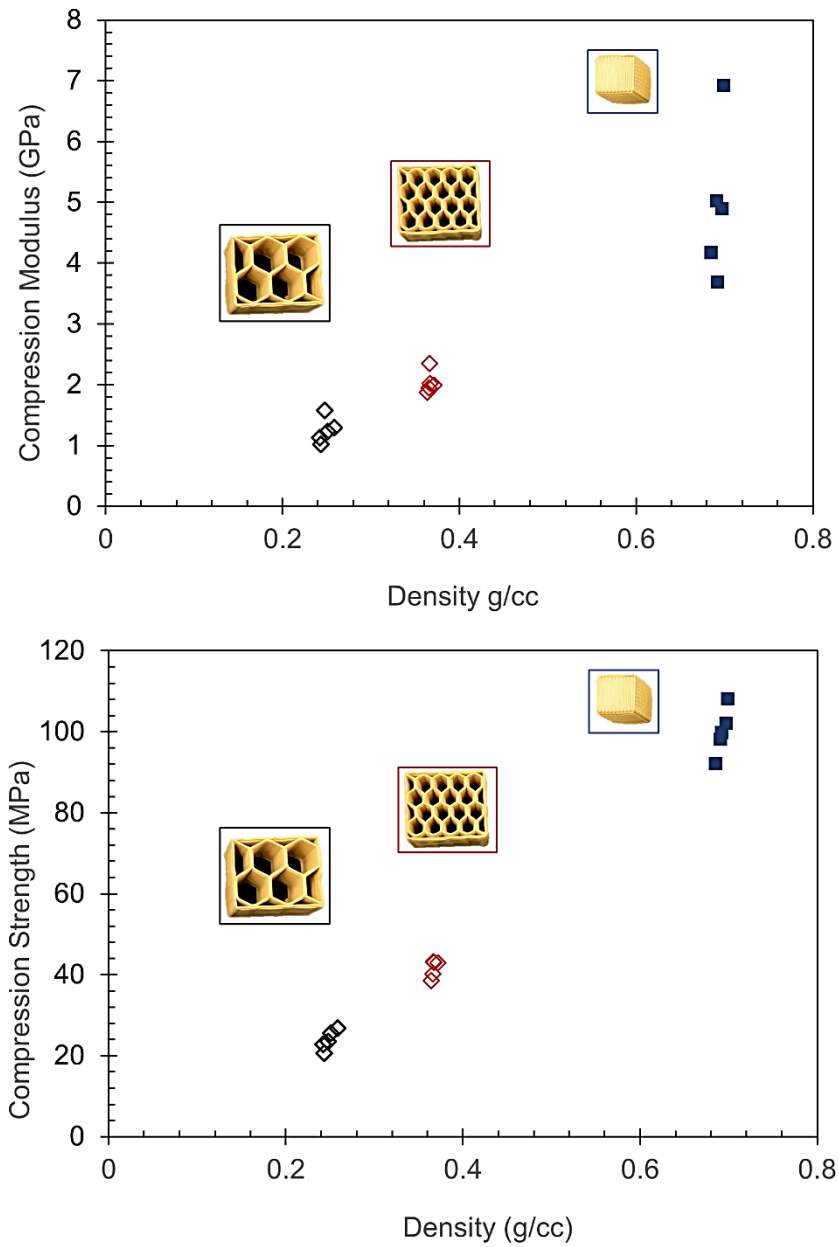 Compression Modulus (GPa)
8
7
6
5
4
3
2
1
0
0 0.2 0.4 0.6 0.8
Density g/cc
Compression Strength (MPa)
120
100
80
60
40
20
0
0 0.2 0.4 0.6 0.8
Density (g/cc)